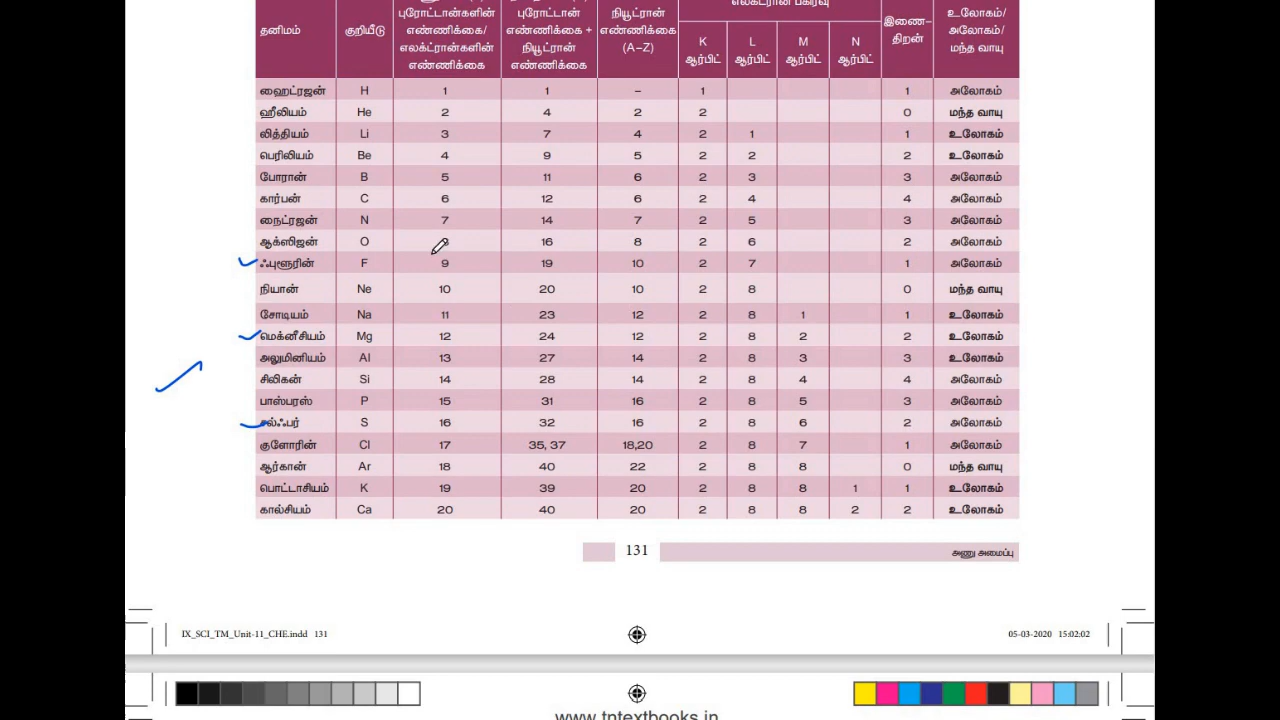 எலக்ட்ரான் பகிர்வு
தனிமம் குறியீடு புரோட்டான்களின் எண்ணிக்கை/ எலக்ட்ரான்களின் எண்ணிக்கை புரோட்டான் எண்ணிக்கை + நியூட்ரான் எண்ணிக்கை நியூட்ரான் எண்ணிக்கை (A–Z) K ஆர்பிட் L ஆர்பிட் M ஆர்பிட் N ஆர்பிட் இணை– திறன் உலோகம்/ அலோகம்/ மந்த வாயு
ஹைட்ரஜன் H 1 1 – 1 1 அலோகம்
ஹீலியம் He 2 4 2 2 0 மந்த வாயு
லித்தியம் Li 3 7 4 2 1 1 உலோகம்
பெரிலியம் Be 4 9 5 2 2 2 உலோகம்
போரான் B 5 11 6 2 3 3 அலோகம்
கார்பன் C 6 12 6 2 4 4 அலோகம்
நைட்ரஜன் N 7 14 7 2 5 3 அலோகம்
ஆக்ஸிஜன் O 8 16 8 2 6 2 அலோகம்
ஃபுளூரின் F 9 19 10 2 7 1 அலோகம்
நியான் Ne 10 20 10 2 8 0 மந்த வாயு
சோடியம் Na 11 23 12 2 8 1 1 உலோகம்
மெக்னீசியம் Mg 12 24 12 2 8 2 2 உலோகம்
அலுமினியம் Al 13 27 14 2 8 3 3 உலோகம்
சிலிகன் Si 14 28 14 2 8 4 4 அலோகம்
பாஸ்பரஸ் P 15 31 16 2 8 5 3 அலோகம்
சல்ஃபர் S 16 32 16 2 8 6 2 அலோகம்
குளோரின் Cl 17 35, 37 18,20 2 8 7 1 அலோகம்
ஆர்கான் Ar 18 40 22 2 8 8 0 மந்த வாயு
பொட்டாசியம் K 19 39 20 2 8 8 1 1 உலோகம்
கால்சியம் Ca 20 40 20 2 8 8 2 2 உலோகம்
131 அணு அமைப்பு
IX_SCI_TM_Unit-11_CHE.indd 131 05-03-2020 15:02:02
www.tntextbooks.in